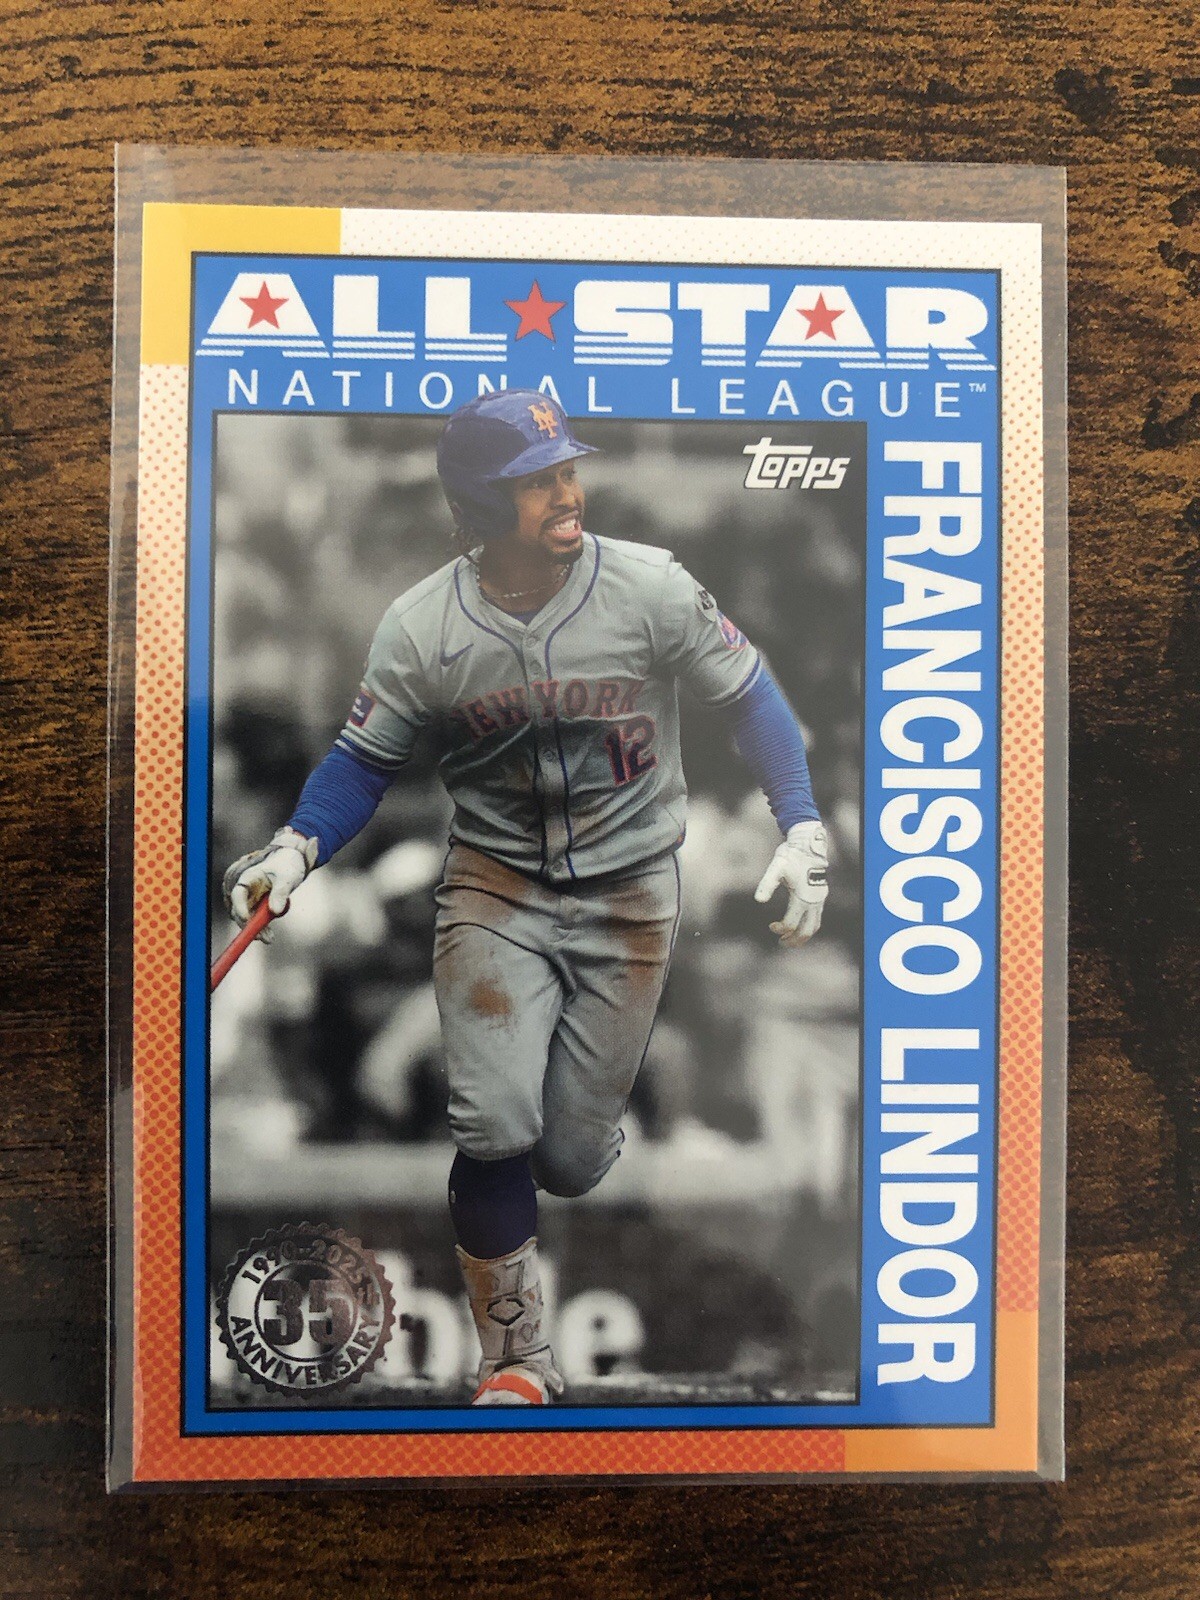 ALL★STAR
NATIONAL LEAGUE™
topps
FRANCISCO LINDOR
NY
NEW YORK
12
1990-2025
35
ANNIVERSARY